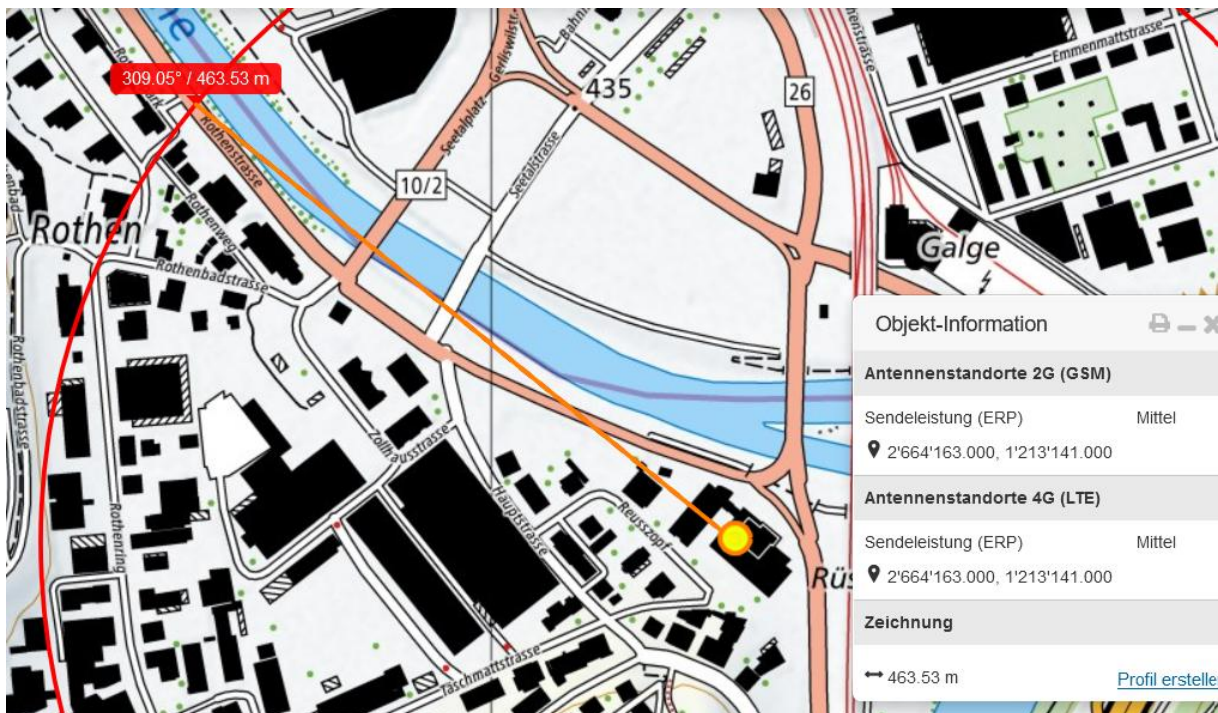 ne
309.05° / 463.53 m
Rothenstrasse
Rothen
Rothenweg
Rothenbadstrasse
Rothenbadstrasse
Rothenring
Seetalplatz
Gerliswilstr.
Seetalstrasse
435
26
10/2
Emmenmattstrasse
Galge
Zollhausstrasse
Hauptstrasse
Reusszopf
Taschmattstrasse
Rüs
Objekt-Information
Antennenstandorte 2G (GSM)
Sendeleistung (ERP) Mittel
2'664'163.000, 1'213'141.000
Antennenstandorte 4G (LTE)
Sendeleistung (ERP) Mittel
2'664'163.000, 1'213'141.000
Zeichnung
463.53 m Profil erstelle